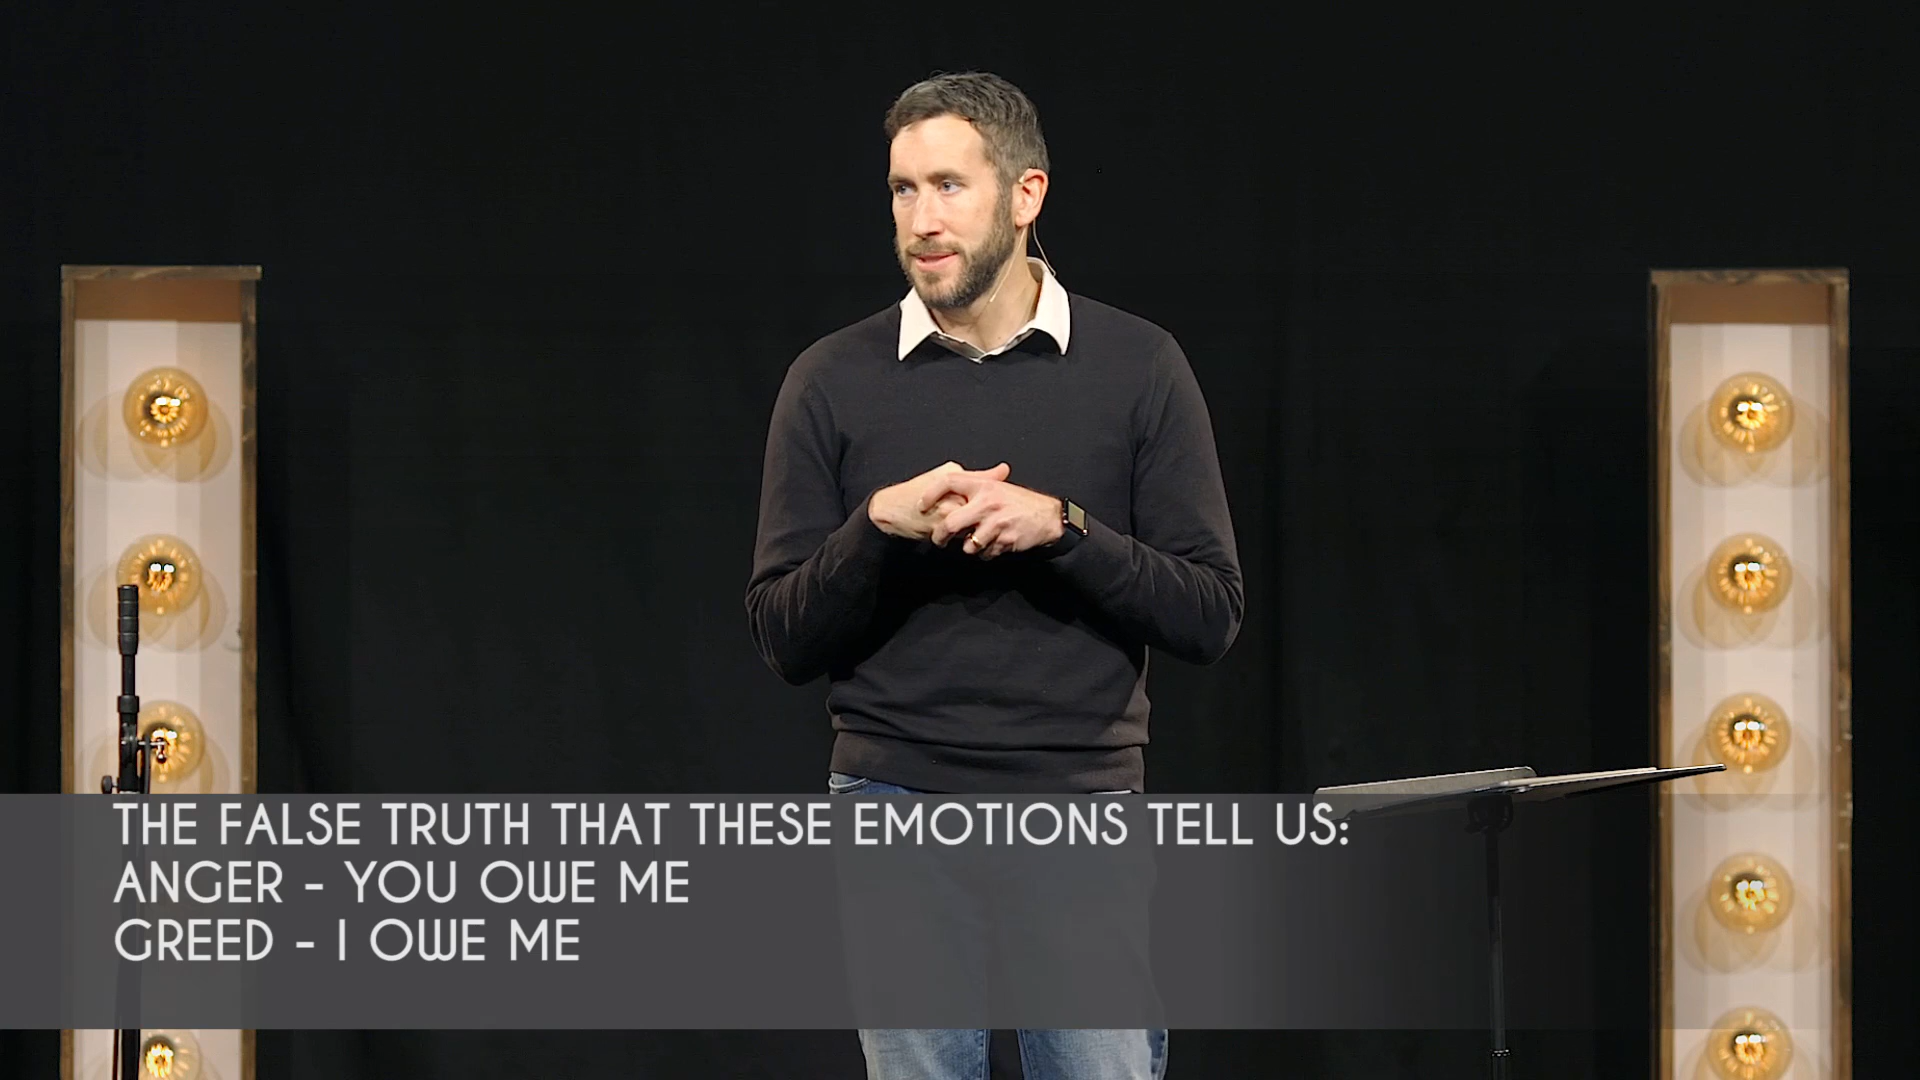 THE FALSE TRUTH THAT THESE EMOTIONS TELL US:
ANGER - YOU OWE ME
GREED - I OWE ME